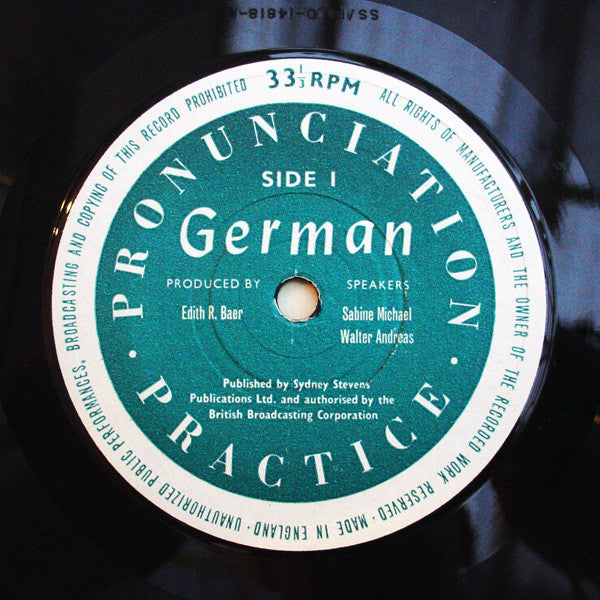 33⅓ RPM
ALL RIGHTS OF MANUFACTURERS AND THE OWNER OF THE RECORDED WORK RESERVED · MADE IN ENGLAND · UNAUTHORIZED PUBLIC PERFORMANCES, BROADCASTING AND COPYING OF THIS RECORD PROHIBITED
PRONUNCIATION
SIDE 1
German
PRODUCED BY
Edith R. Baer
SPEAKERS
Sabine Michael
Walter Andreas
Published by Sydney Stevens
Publications Ltd. and authorised by the
British Broadcasting Corporation
· PRACTICE ·